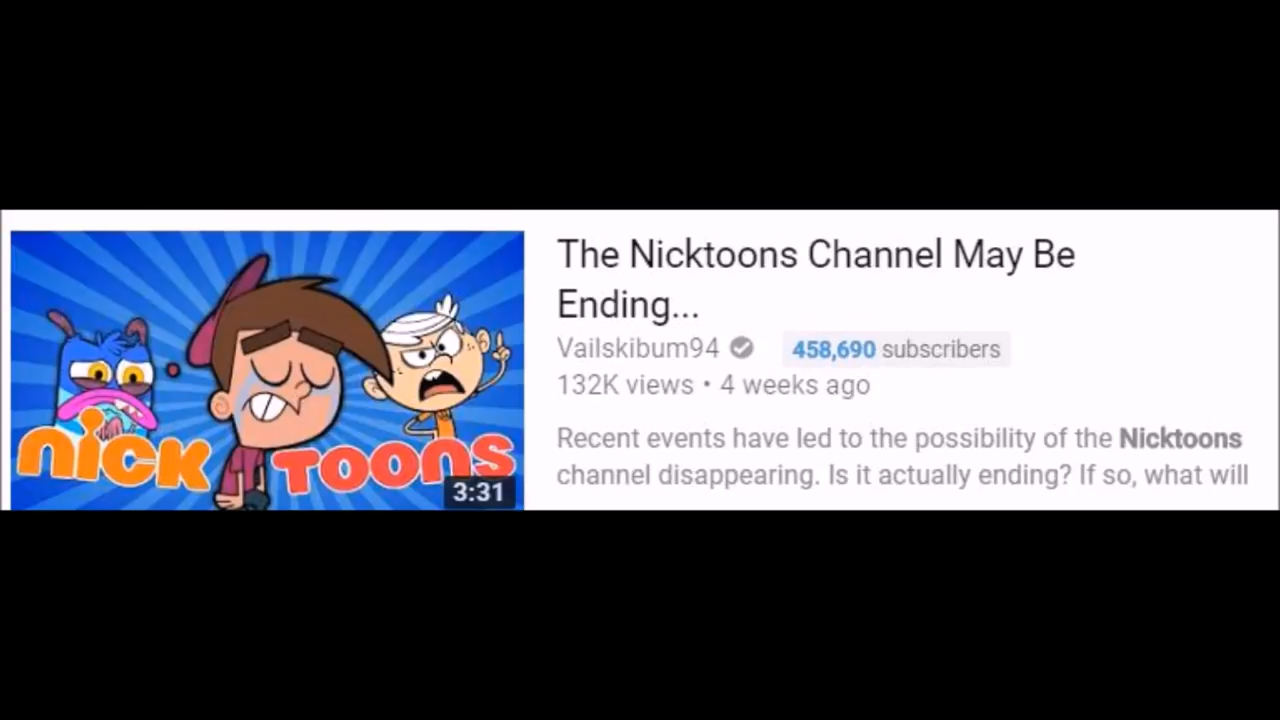 The Nicktoons Channel May Be
Ending...
Vailskibum94 458,690 subscribers
132K views • 4 weeks ago
Recent events have led to the possibility of the Nicktoons
channel disappearing. Is it actually ending? If so, what will
nick TOONS
3:31